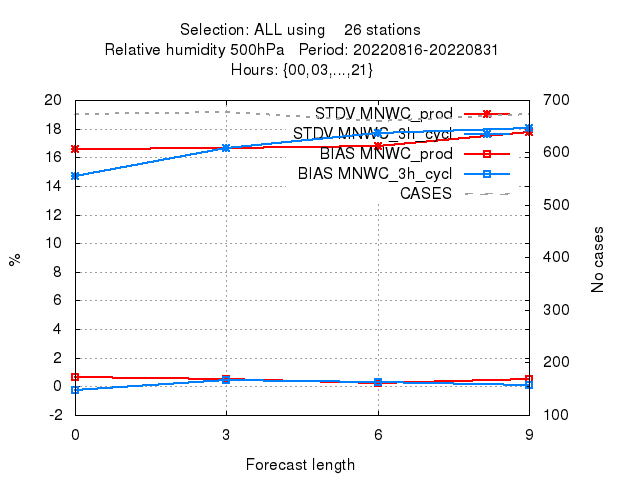 Selection: ALL using 26 stations
Relative humidity 500hPa Period: 20220816-20220831
Hours: {00,03,...,21}
20
18
16
14
12
10
8
6
4
2
0
-2
%
STDV MNWC_prod
STDV MNWC_3h_cycl
BIAS MNWC_prod
BIAS MNWC_3h_cycl
CASES
700
600
500
400
300
200
100
No cases
0 3 6 9
Forecast length